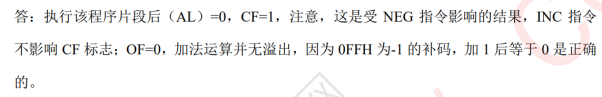 答：执行该程序片段后（AL）=0，CF=1，注意，这是受 NEG 指令影响的结果，INC 指令
不影响 CF 标志；OF=0，加法运算并无溢出，因为 0FFH 为-1 的补码，加 1 后等于 0 是正确
的。